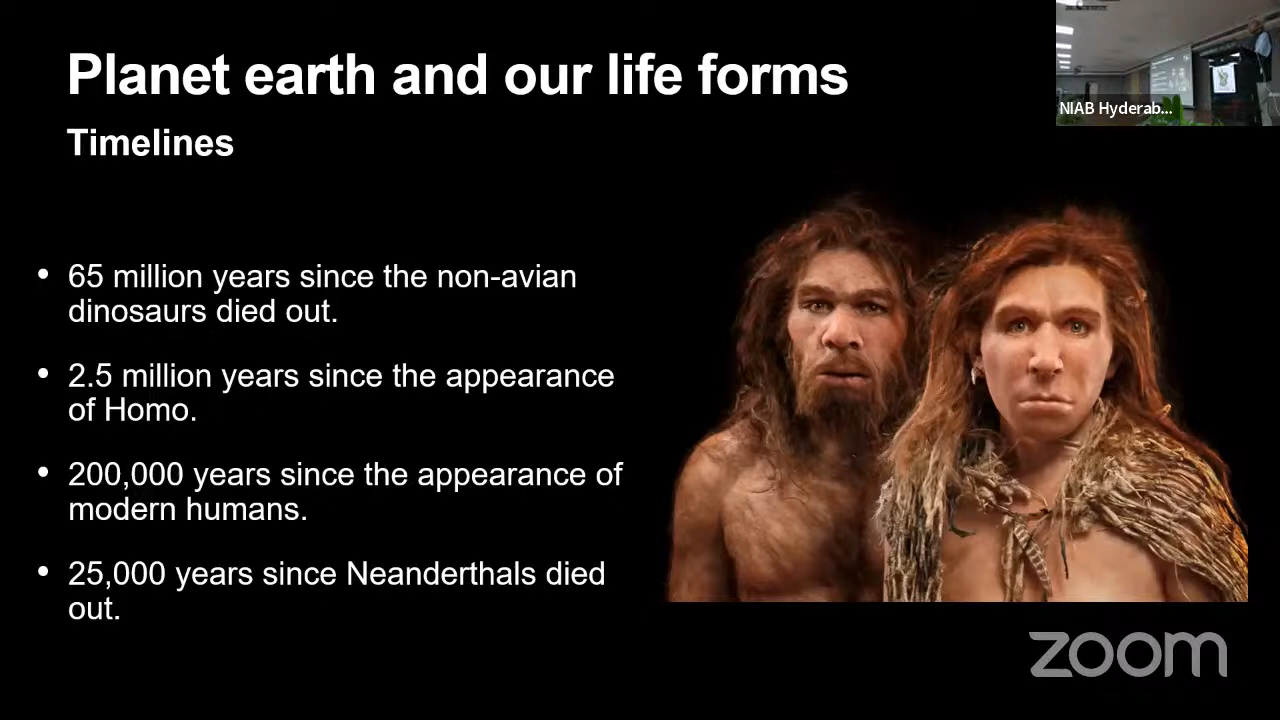 Planet earth and our life forms
NIAB Hyderab...
Timelines
• 65 million years since the non-avian
dinosaurs died out.
• 2.5 million years since the appearance
of Homo.
• 200,000 years since the appearance of
modern humans.
• 25,000 years since Neanderthals died
out.
zoom